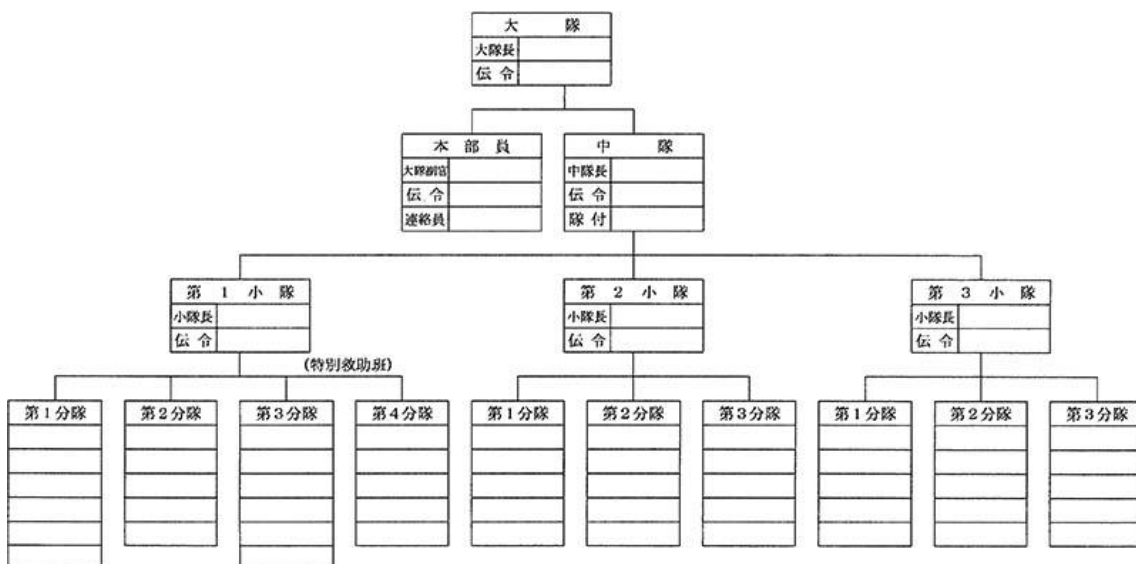 大隊
大隊長
伝令
本部員
中隊
大隊副官
中隊長
伝令
伝令
連絡員
隊付
第1小隊
第2小隊
第3小隊
小隊長
小隊長
小隊長
伝令
伝令
伝令
(特別救助班)
第1分隊
第2分隊
第3分隊
第4分隊
第1分隊
第2分隊
第3分隊
第1分隊
第2分隊
第3分隊